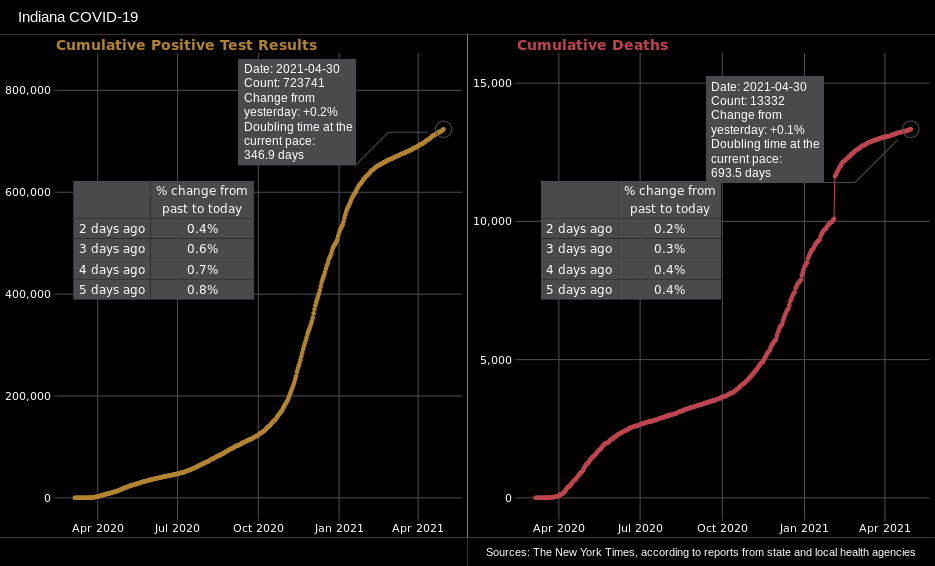 Indiana COVID-19
Cumulative Positive Test Results
Date: 2021-04-30
Count: 723741
Change from
yesterday: +0.2%
Doubling time at the
current pace:
346.9 days
% change from
past to today
2 days ago 0.4%
3 days ago 0.6%
4 days ago 0.7%
5 days ago 0.8%
800,000
600,000
400,000
200,000
0
Apr 2020 Jul 2020 Oct 2020 Jan 2021 Apr 2021
Cumulative Deaths
Date: 2021-04-30
Count: 13332
Change from
yesterday: +0.1%
Doubling time at the
current pace:
693.5 days
% change from
past to today
2 days ago 0.2%
3 days ago 0.3%
4 days ago 0.4%
5 days ago 0.4%
15,000
10,000
5,000
0
Apr 2020 Jul 2020 Oct 2020 Jan 2021 Apr 2021
Sources: The New York Times, according to reports from state and local health agencies